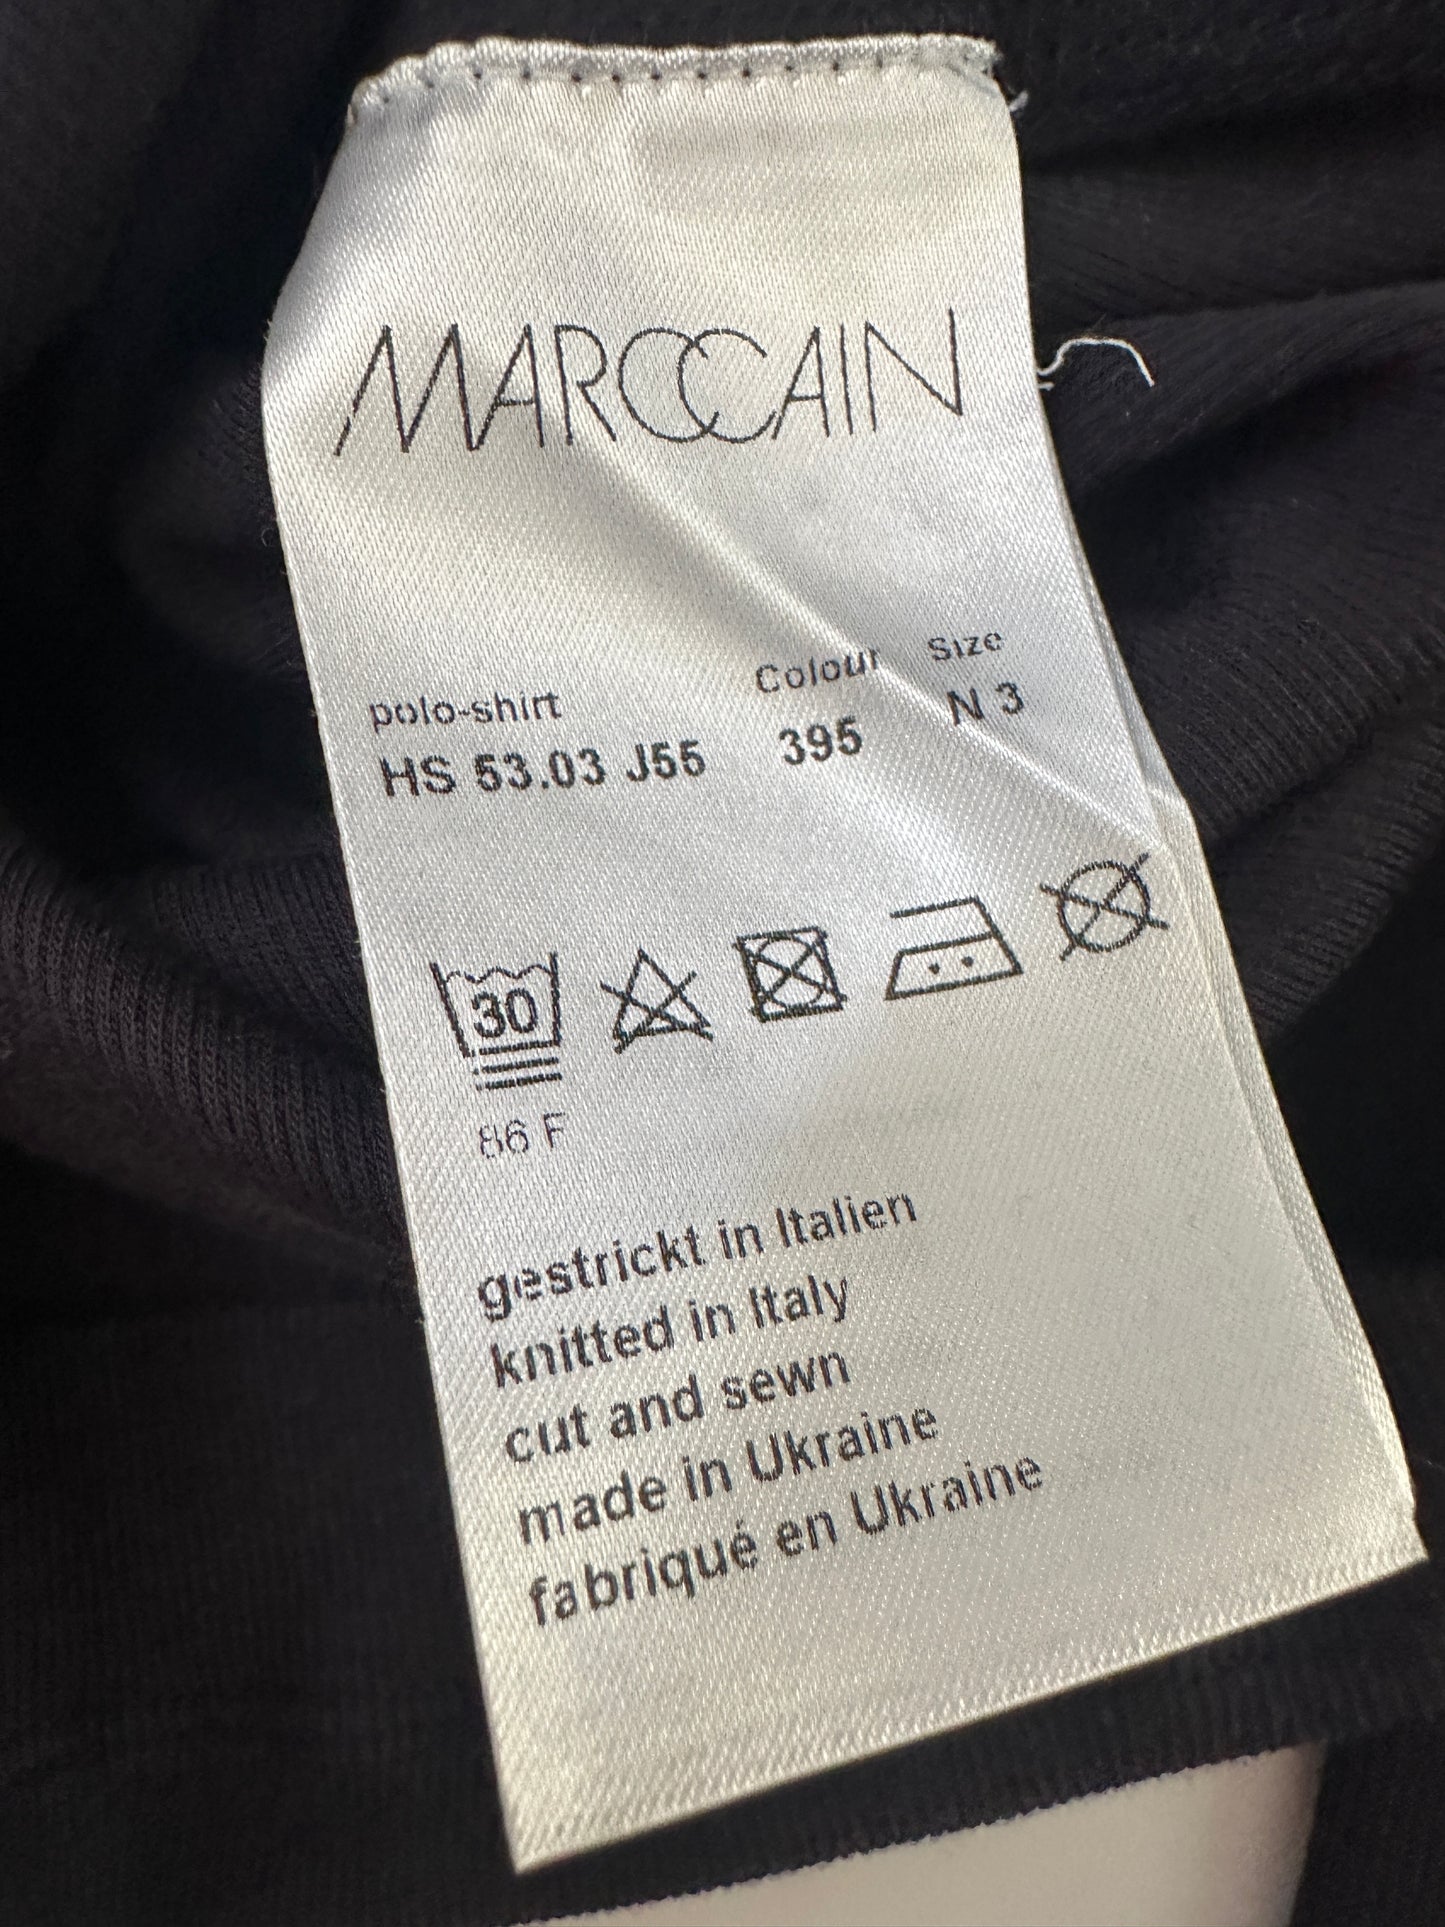 MARCCAIN
polo-shirt Colour Size
HS 53.03 J55 395 N 3
30
86 F
gestrickt in Italien
knitted in Italy
cut and sewn
made in Ukraine
fabriqué en Ukraine